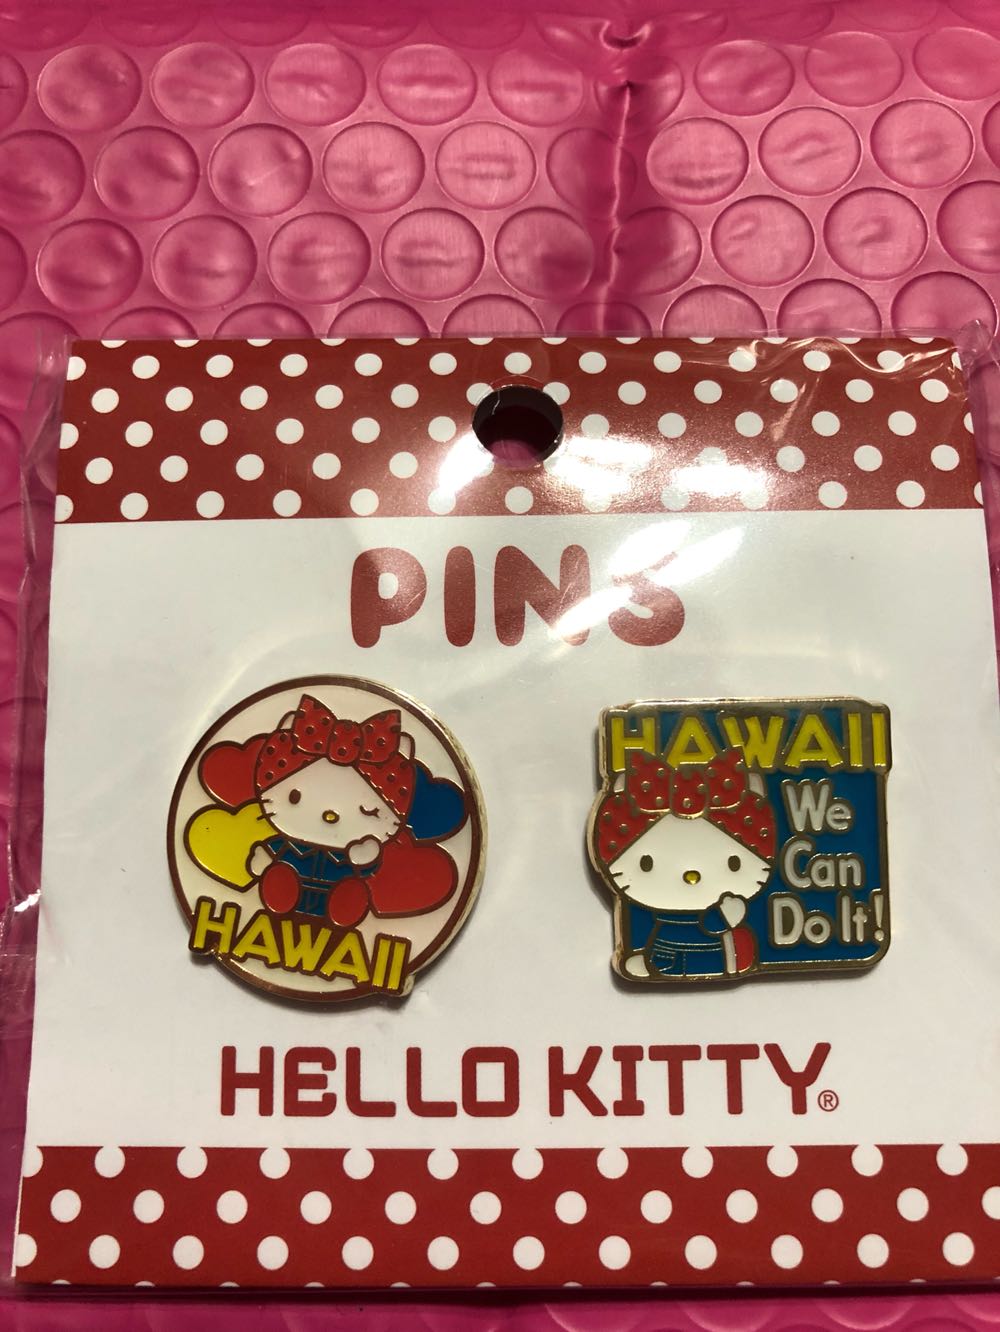 PINS
HAWAII
HAWAII
We
Can
Do It!
HELLO KITTY®